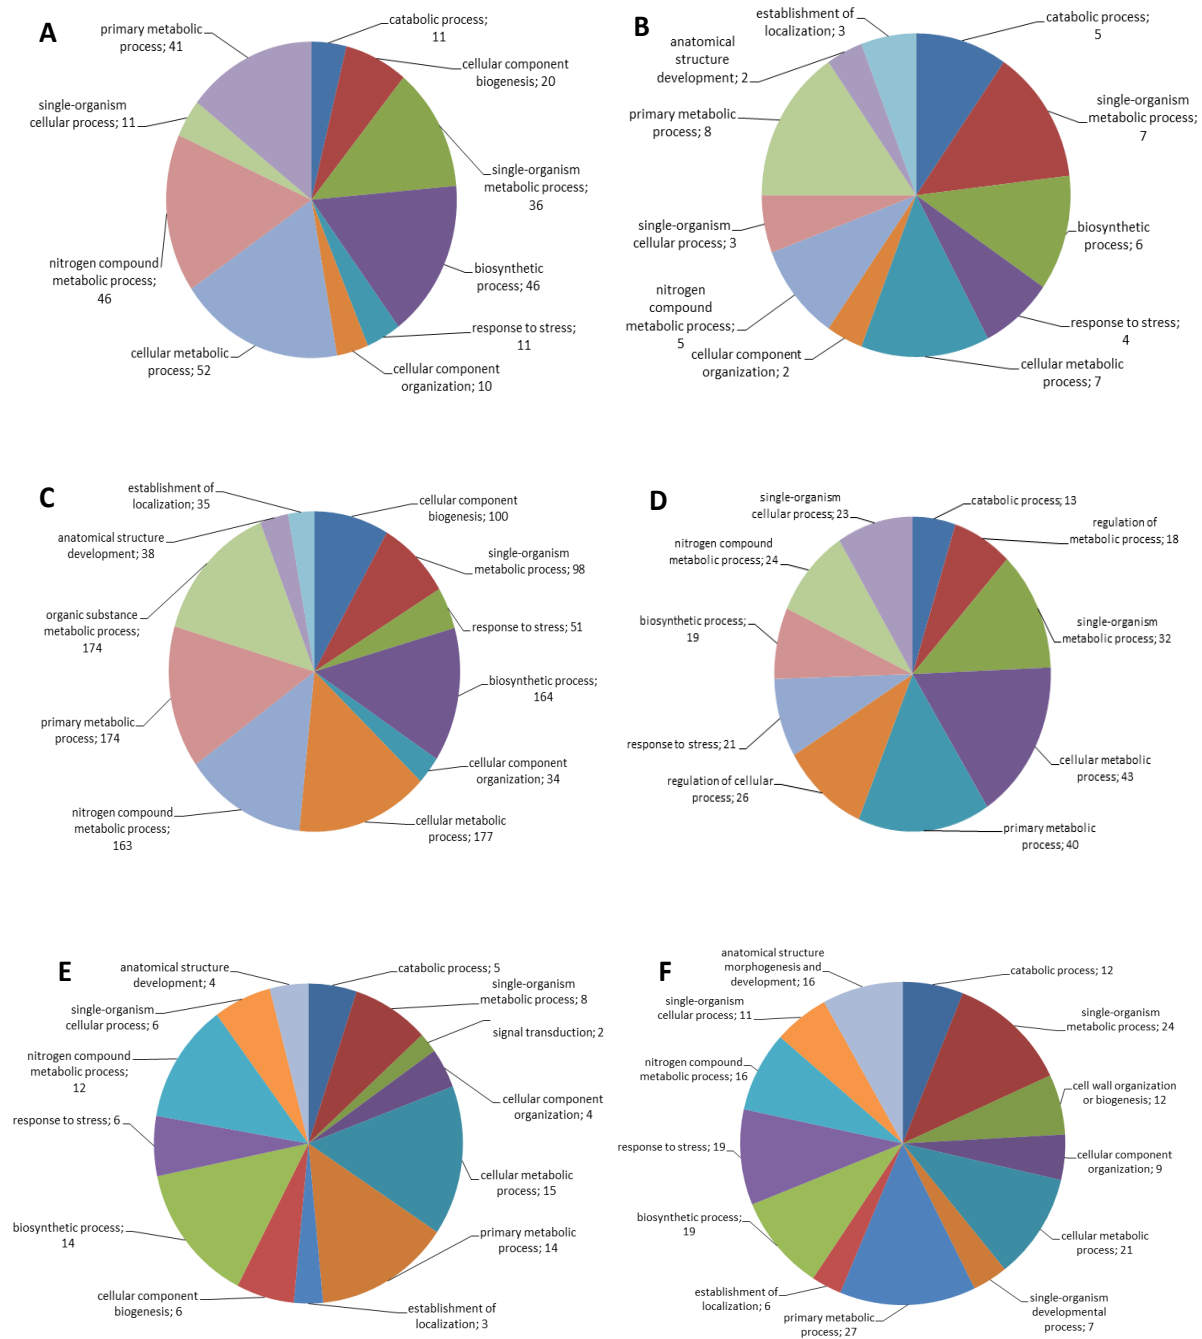 A
primary metabolic
process; 41
catabolic process;
11
cellular component
biogenesis; 20
single-organism
cellular process; 11
single-organism
metabolic process;
36
nitrogen compound
metabolic process;
46
biosynthetic
process; 46
response to stress;
11
cellular metabolic
process; 52
cellular component
organization; 10
B
establishment of
localization; 3
catabolic process;
5
anatomical
structure
development; 2
single-organism
metabolic process;
7
primary metabolic
process; 8
single-organism
cellular process; 3
biosynthetic
process; 6
nitrogen
compound
metabolic process;
5
response to stress;
4
cellular component
organization; 2
cellular metabolic
process; 7
C
establishment of
localization; 35
cellular component
biogenesis; 100
anatomical structure
development; 38
single-organism
metabolic process; 98
organic substance
metabolic process;
174
response to stress; 51
biosynthetic process;
164
primary metabolic
process; 174
cellular component
organization; 34
nitrogen compound
metabolic process;
163
cellular metabolic
process; 177
D
single-organism
cellular process; 23
catabolic process; 13
regulation of
metabolic process; 18
nitrogen compound
metabolic process; 24
biosynthetic process;
19
single-organism
metabolic process; 32
response to stress; 21
cellular metabolic
process; 43
regulation of cellular
process; 26
primary metabolic
process; 40
E
anatomical structure
development; 4
catabolic process; 5
single-organism
metabolic process; 8
single-organism
cellular process; 6
signal transduction; 2
nitrogen compound
metabolic process;
12
cellular component
organization; 4
response to stress; 6
cellular metabolic
process; 15
biosynthetic process;
14
primary metabolic
process; 14
cellular component
biogenesis; 6
establishment of
localization; 3
F
anatomical structure
morphogenesis and
development; 16
catabolic process; 12
single-organism
cellular process; 11
single-organism
metabolic process; 24
nitrogen compound
metabolic process; 16
cell wall organization
or biogenesis; 12
response to stress; 19
cellular component
organization; 9
biosynthetic process;
19
cellular metabolic
process; 21
establishment of
localization; 6
primary metabolic
process; 27
single-organism
developmental
process; 7